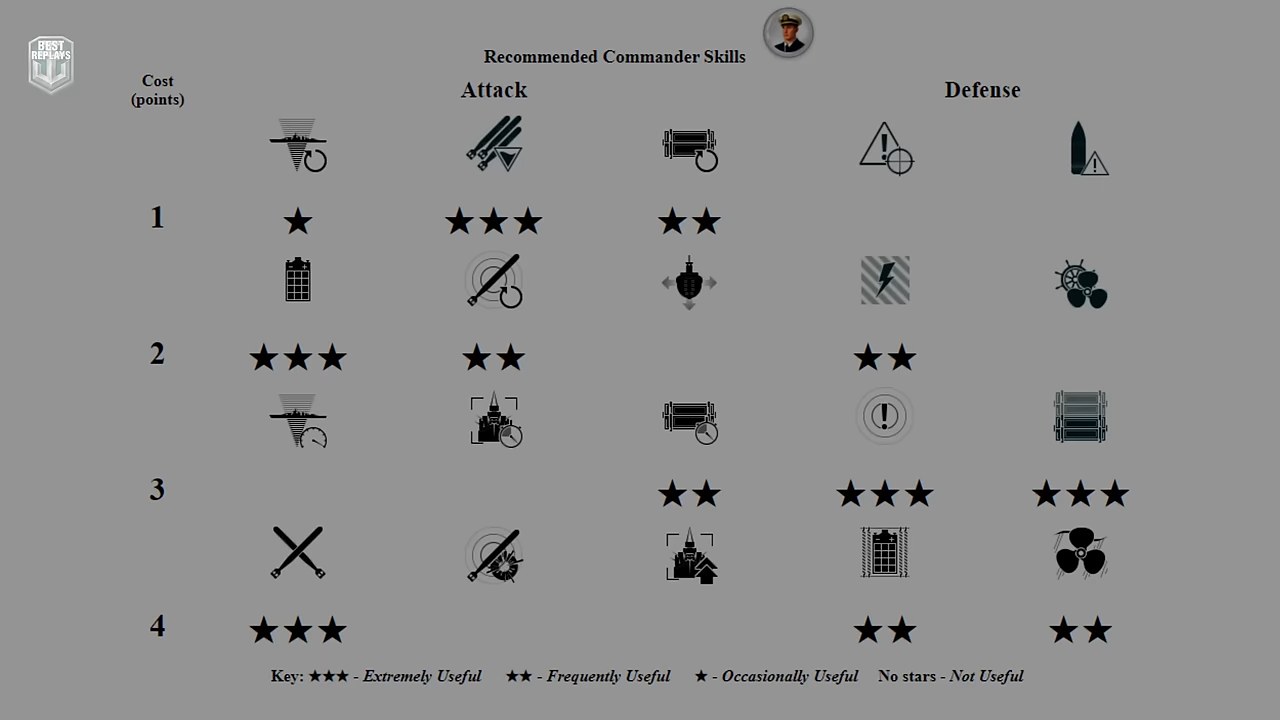 BEST
REPLAYS
Recommended Commander Skills
Cost
(points)
Attack
Defense
1
★ ★★★ ★★
2
★★★ ★★ ★★
3
★★ ★★★ ★★★
4
★★★ ★★ ★★
Key: ★★★ - Extremely Useful ★★ - Frequently Useful ★ - Occasionally Useful No stars - Not Useful